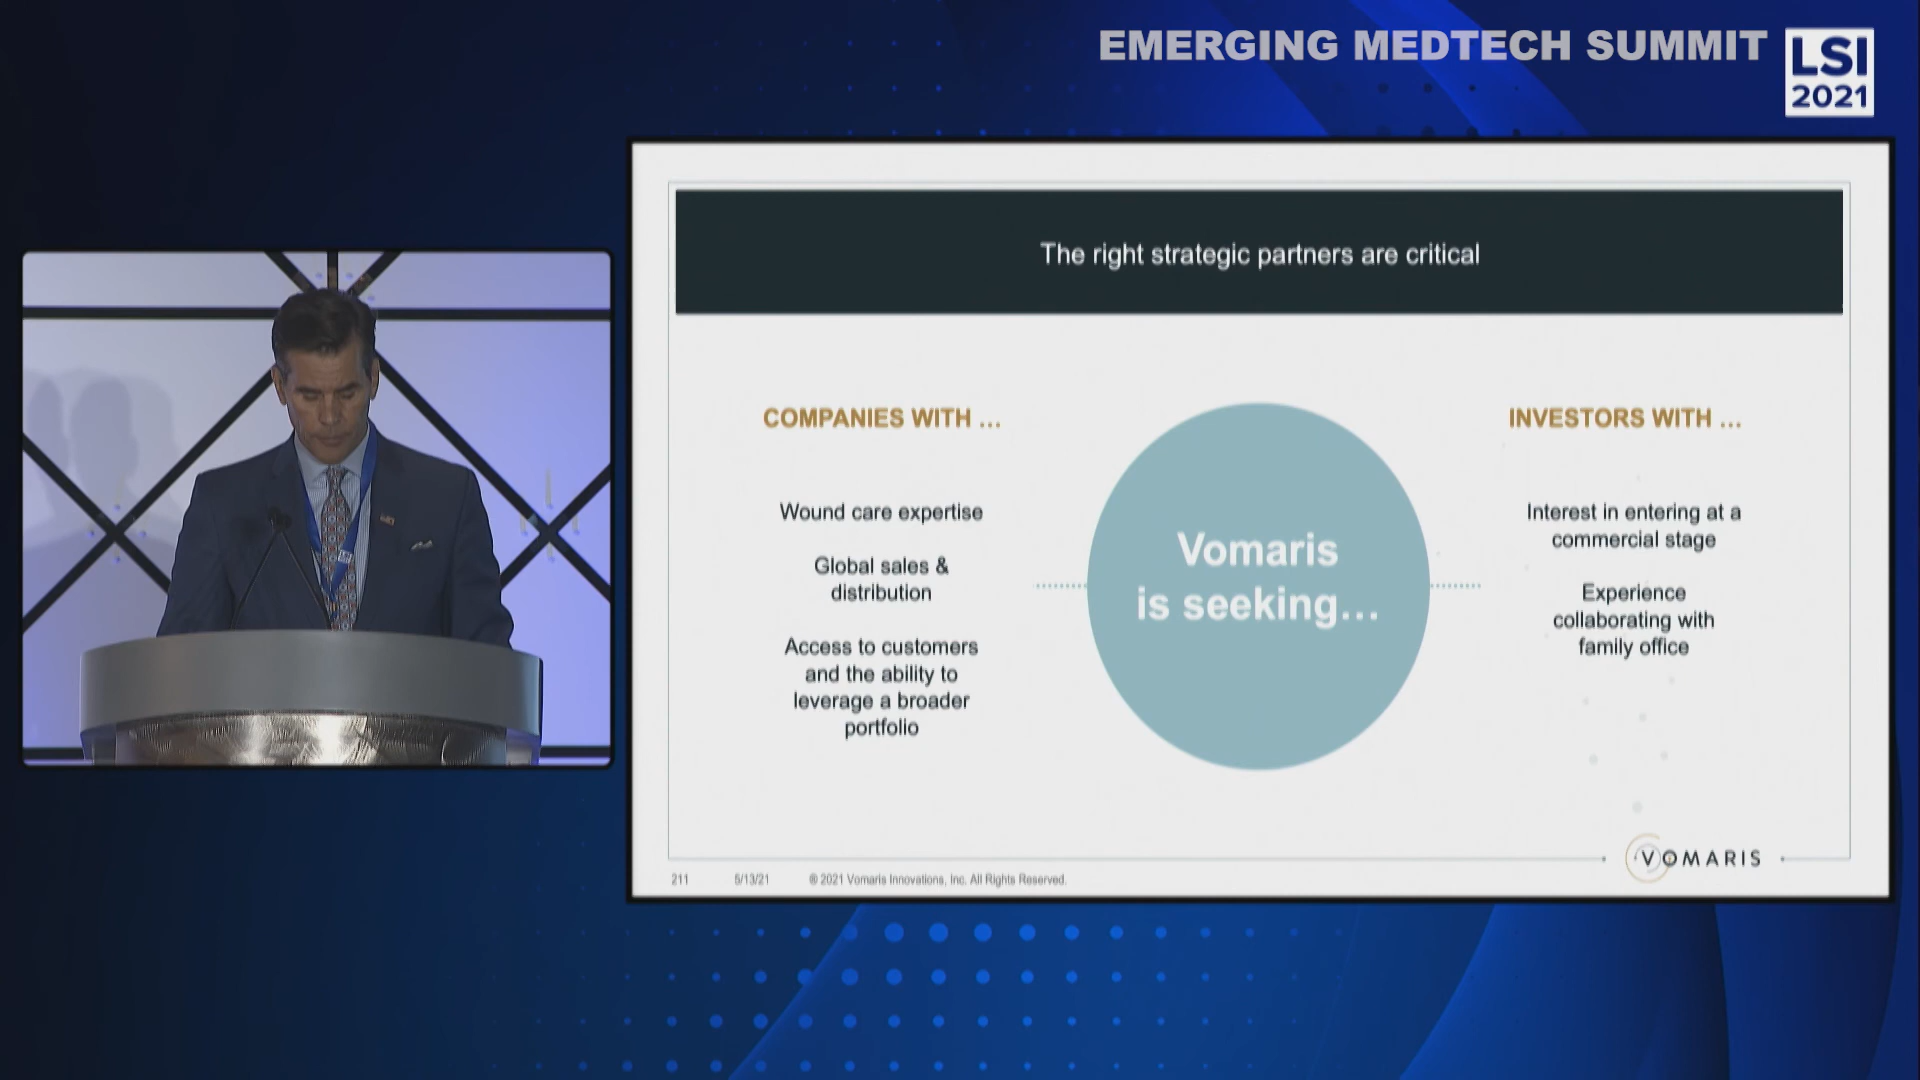 EMERGING MEDTECH SUMMIT
LSI
2021
The right strategic partners are critical
COMPANIES WITH ...
Wound care expertise
Global sales &
distribution
Access to customers
and the ability to
leverage a broader
portfolio
Vomaris
is seeking...
INVESTORS WITH ...
Interest in entering at a
commercial stage
Experience
collaborating with
family office
VOMARIS
211
5/13/21
© 2021 Vomaris Innovations, Inc. All Rights Reserved.